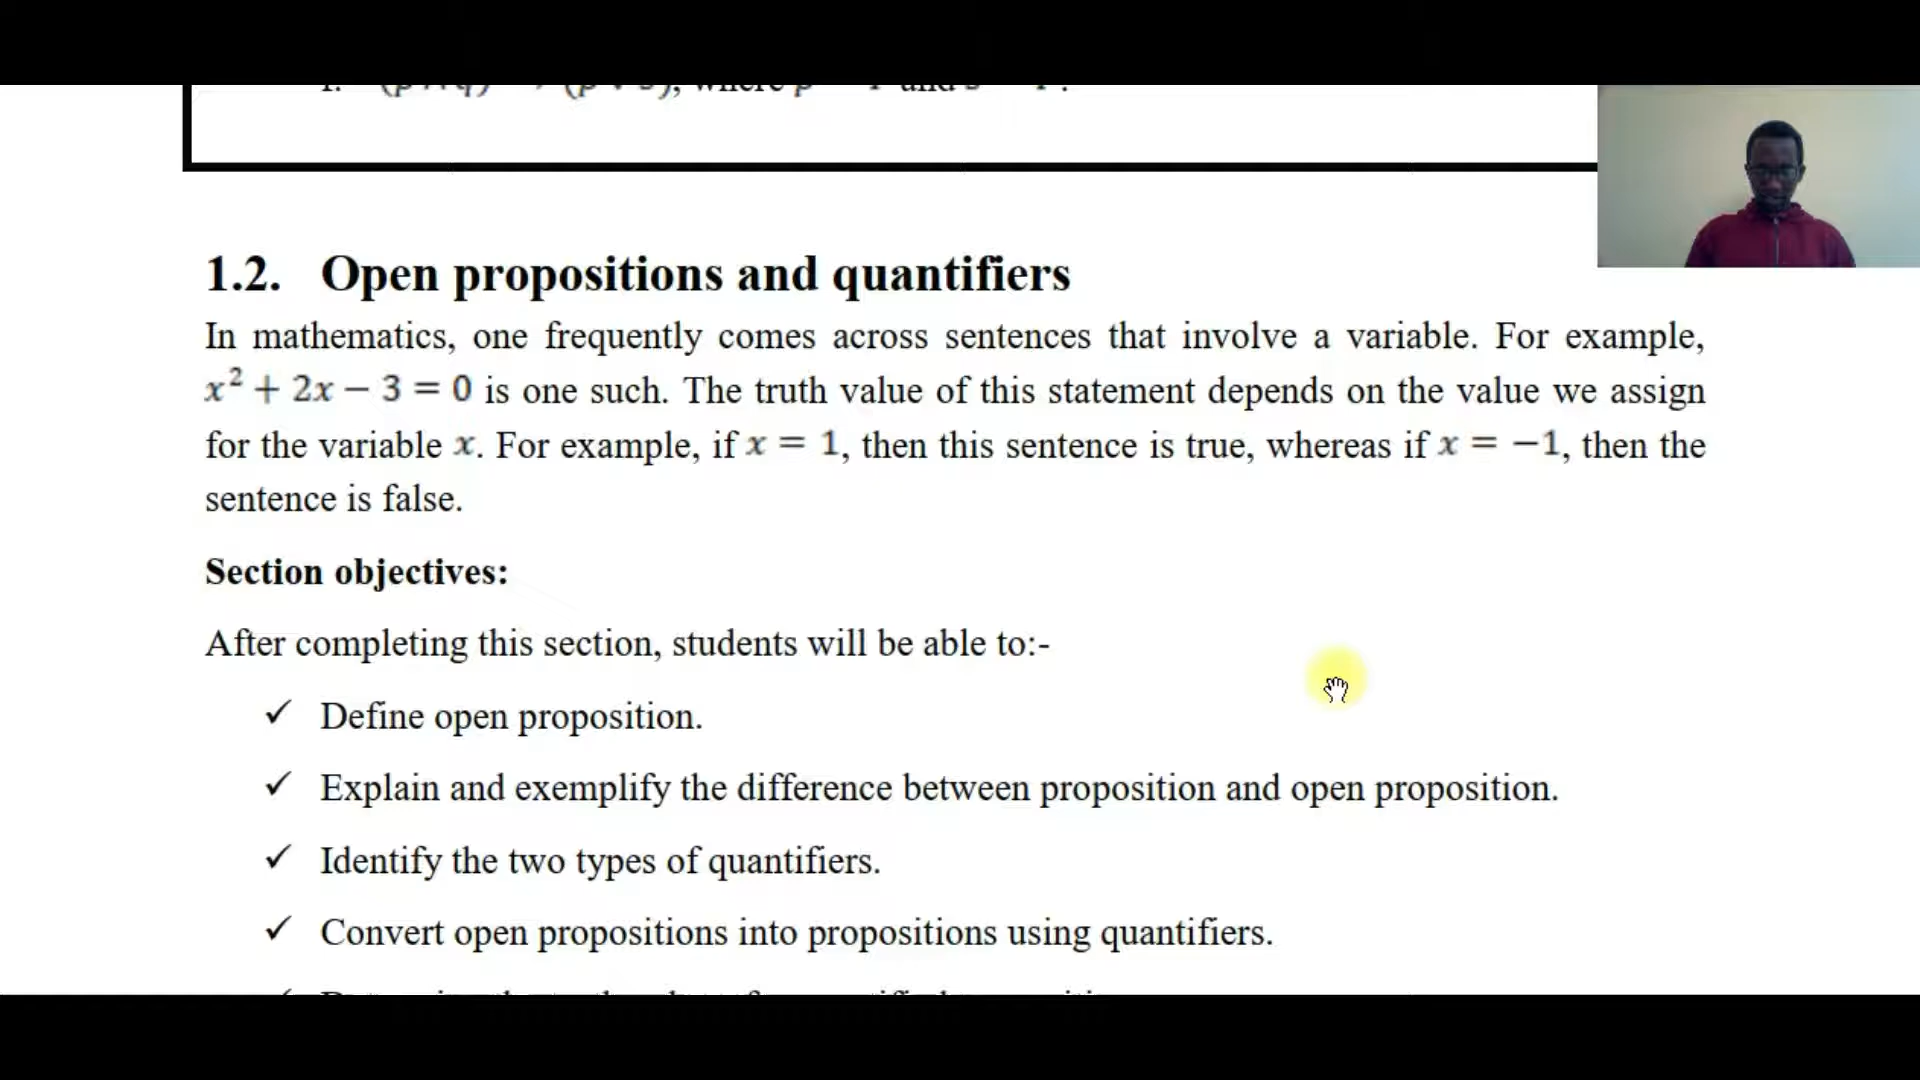 where
1.2. Open propositions and quantifiers
In mathematics, one frequently comes across sentences that involve a variable. For example,
x² + 2x − 3 = 0 is one such. The truth value of this statement depends on the value we assign
for the variable x. For example, if x = 1, then this sentence is true, whereas if x = −1, then the
sentence is false.
Section objectives:
After completing this section, students will be able to:-
✓ Define open proposition.
✓ Explain and exemplify the difference between proposition and open proposition.
✓ Identify the two types of quantifiers.
✓ Convert open propositions into propositions using quantifiers.